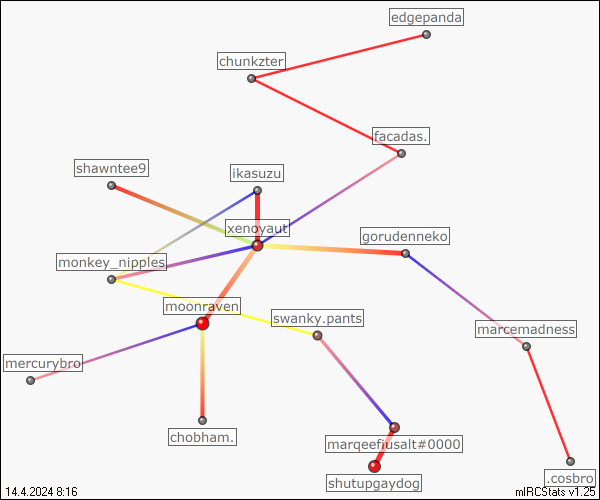 edgepanda
chunkzter
facadas.
shawntee9
ikasuzu
xenoyaut
gorudenneko
monkey_nipples
moonraven
swanky.pants
marcemadness
mercurybro
chobham.
marqeefiusalt#0000
.cosbro
shutupgaydog
14.4.2024 8:16
mIRCStats v1.25